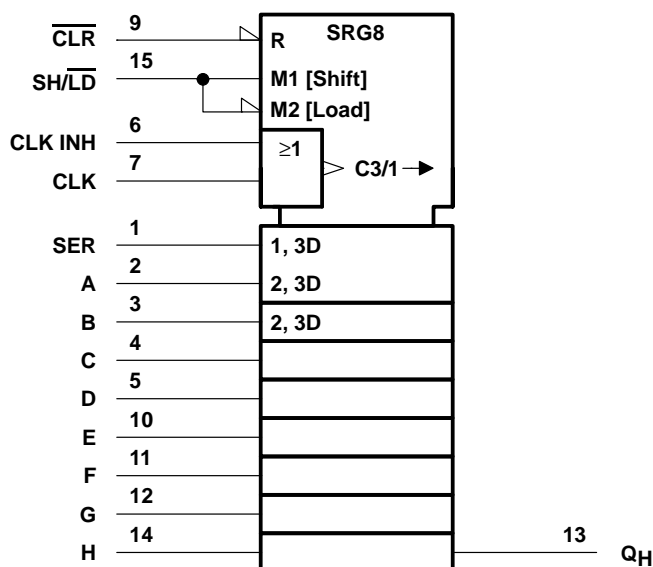 SRG8
CLR 9 R
SH/LD 15 M1 [Shift]
M2 [Load]
CLK INH 6 ≥1
CLK 7 C3/1
SER 1 1, 3D
A 2 2, 3D
B 3 2, 3D
C 4
D 5
E 10
F 11
G 12
H 14 13 QH